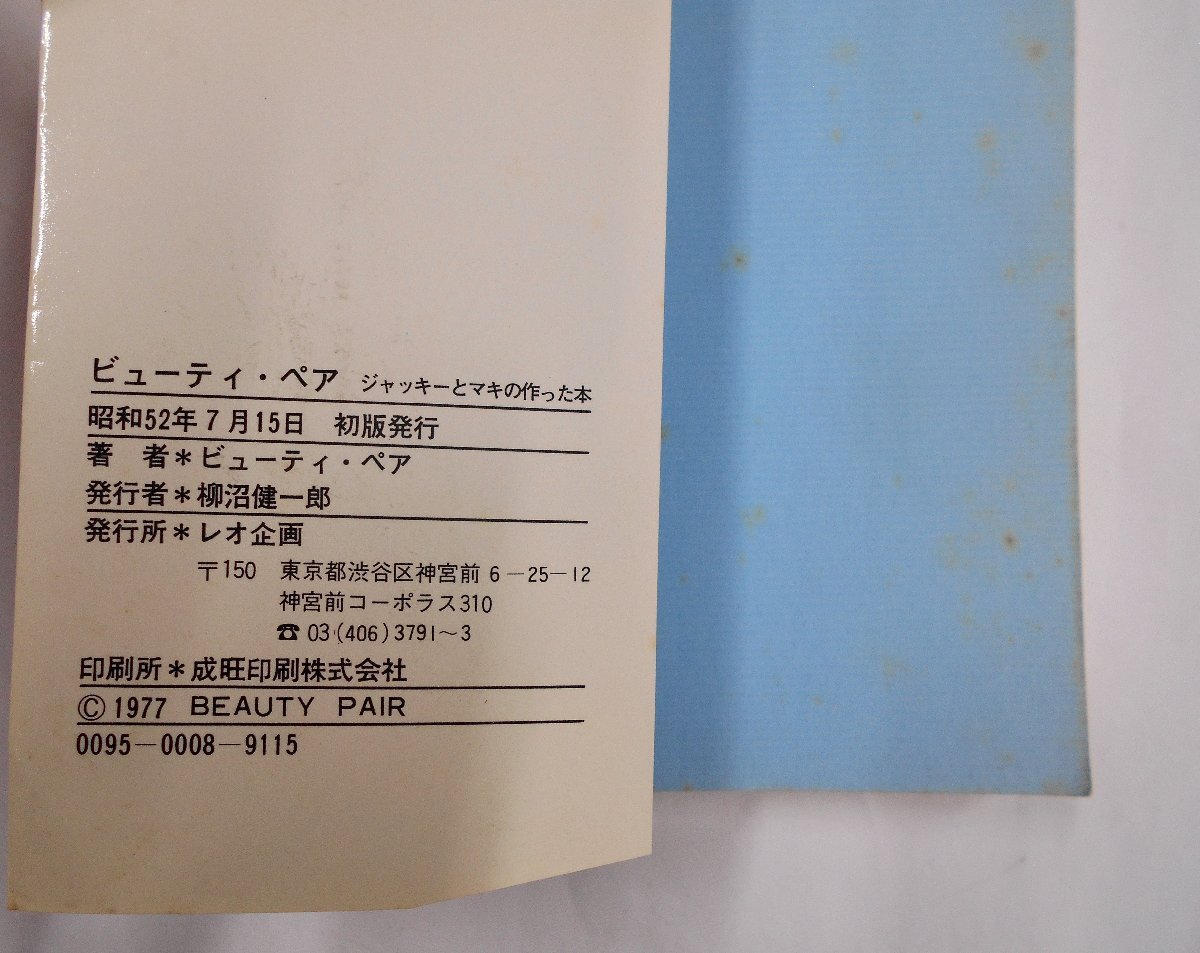 ビューティ・ペア ジャッキーとマキの作った本
昭和52年7月15日 初版発行
著 者＊ビューティ・ペア
発行者＊柳沼健一郎
発行所＊レオ企画
〒150 東京都渋谷区神宮前6－25－12
神宮前コーポラス310
☎ 03(406)3791～3
印刷所＊成旺印刷株式会社
Ⓒ 1977 BEAUTY PAIR
0095－0008－9115